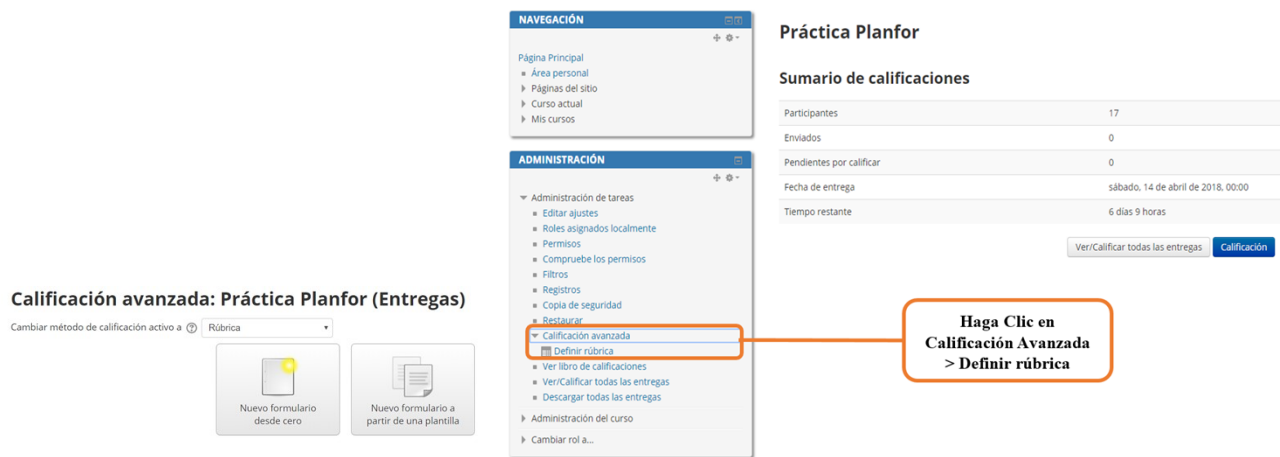 NAVEGACIÓN
Página Principal
Área personal
Páginas del sitio
Curso actual
Mis cursos
ADMINISTRACIÓN
Administración de tareas
Editar ajustes
Roles asignados localmente
Permisos
Compruebe los permisos
Filtros
Registros
Copia de seguridad
Restaurar
Calificación avanzada
Definir rúbrica
Ver libro de calificaciones
Ver/Calificar todas las entregas
Descargar todas las entregas
Administración del curso
Cambiar rol a...
Práctica Planfor
Sumario de calificaciones
Participantes 17
Enviados 0
Pendientes por calificar 0
Fecha de entrega sábado, 14 de abril de 2018, 00:00
Tiempo restante 6 días 9 horas
Ver/Calificar todas las entregas Calificación
Haga Clic en
Calificación Avanzada
> Definir rúbrica
Calificación avanzada: Práctica Planfor (Entregas)
Cambiar método de calificación activo a Rúbrica
Nuevo formulario
desde cero
Nuevo formulario a
partir de una plantilla